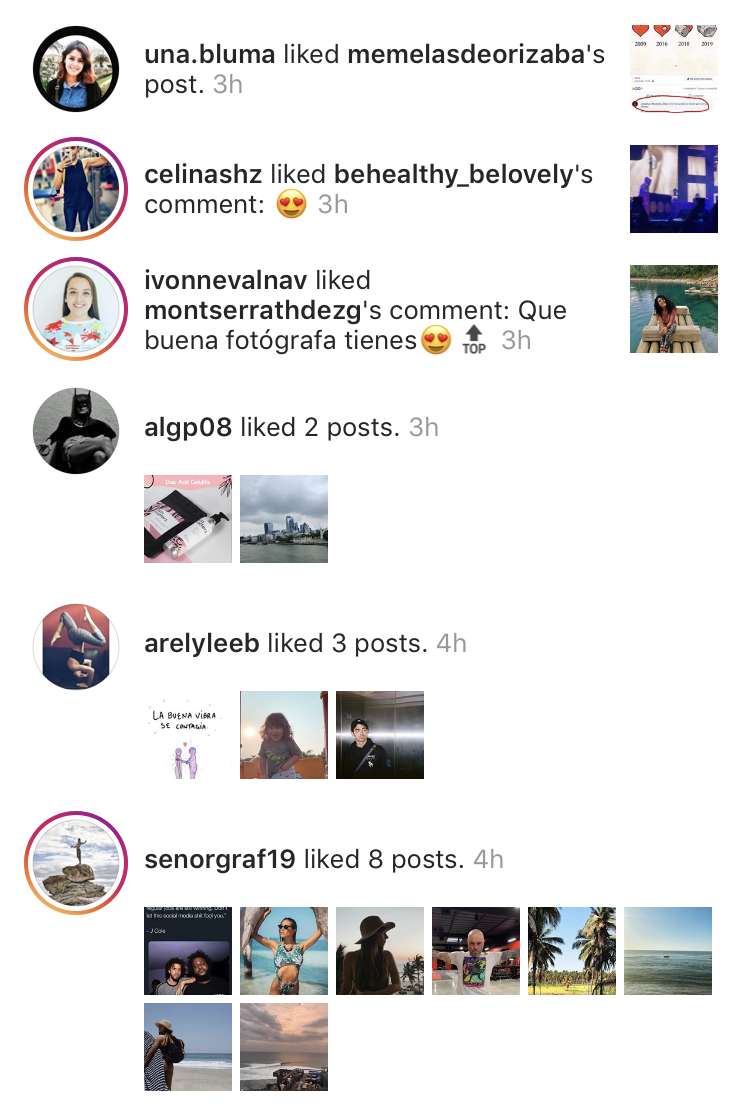 una.bluma liked memelasdeorizaba's
post. 3h
2009 2016 2018 2019
celinashz liked behealthy_belovely's
comment: 😍 3h
ivonnevalnav liked
montserrathdezg's comment: Que
buena fotógrafa tienes😍 🔝 3h
TOP
algp08 liked 2 posts. 3h
arelyleeb liked 3 posts. 4h
LA BUENA VIBRA
SE CONTAGIA
senorgraf19 liked 8 posts. 4h
let this social media shit fool you."
- J Cole